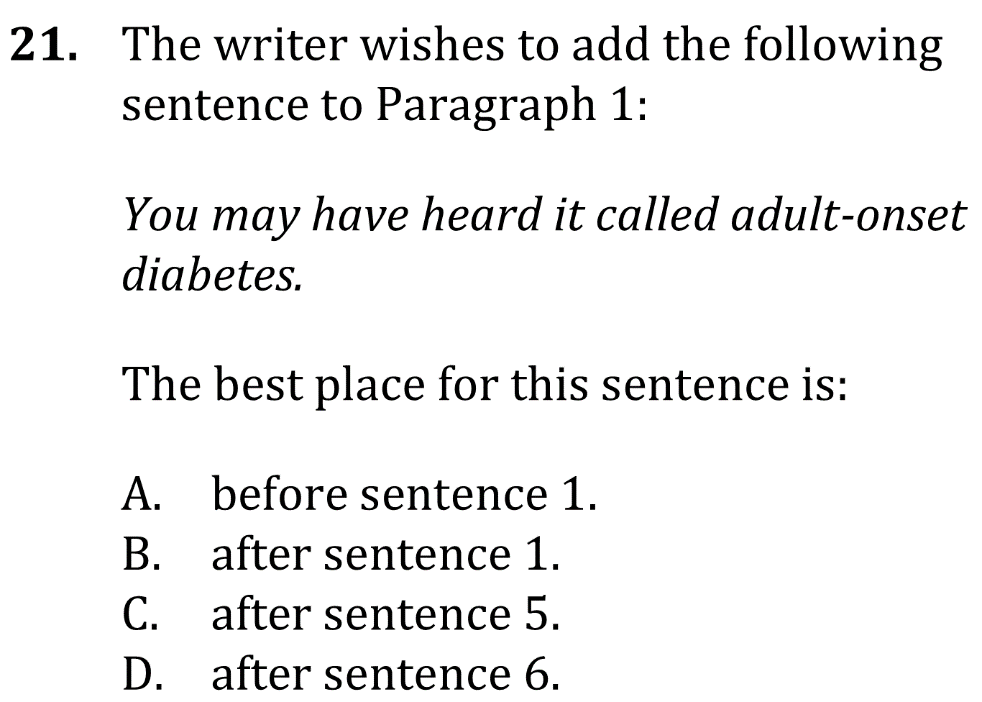 21. The writer wishes to add the following
sentence to Paragraph 1:
You may have heard it called adult-onset
diabetes.
The best place for this sentence is:
A. before sentence 1.
B. after sentence 1.
C. after sentence 5.
D. after sentence 6.